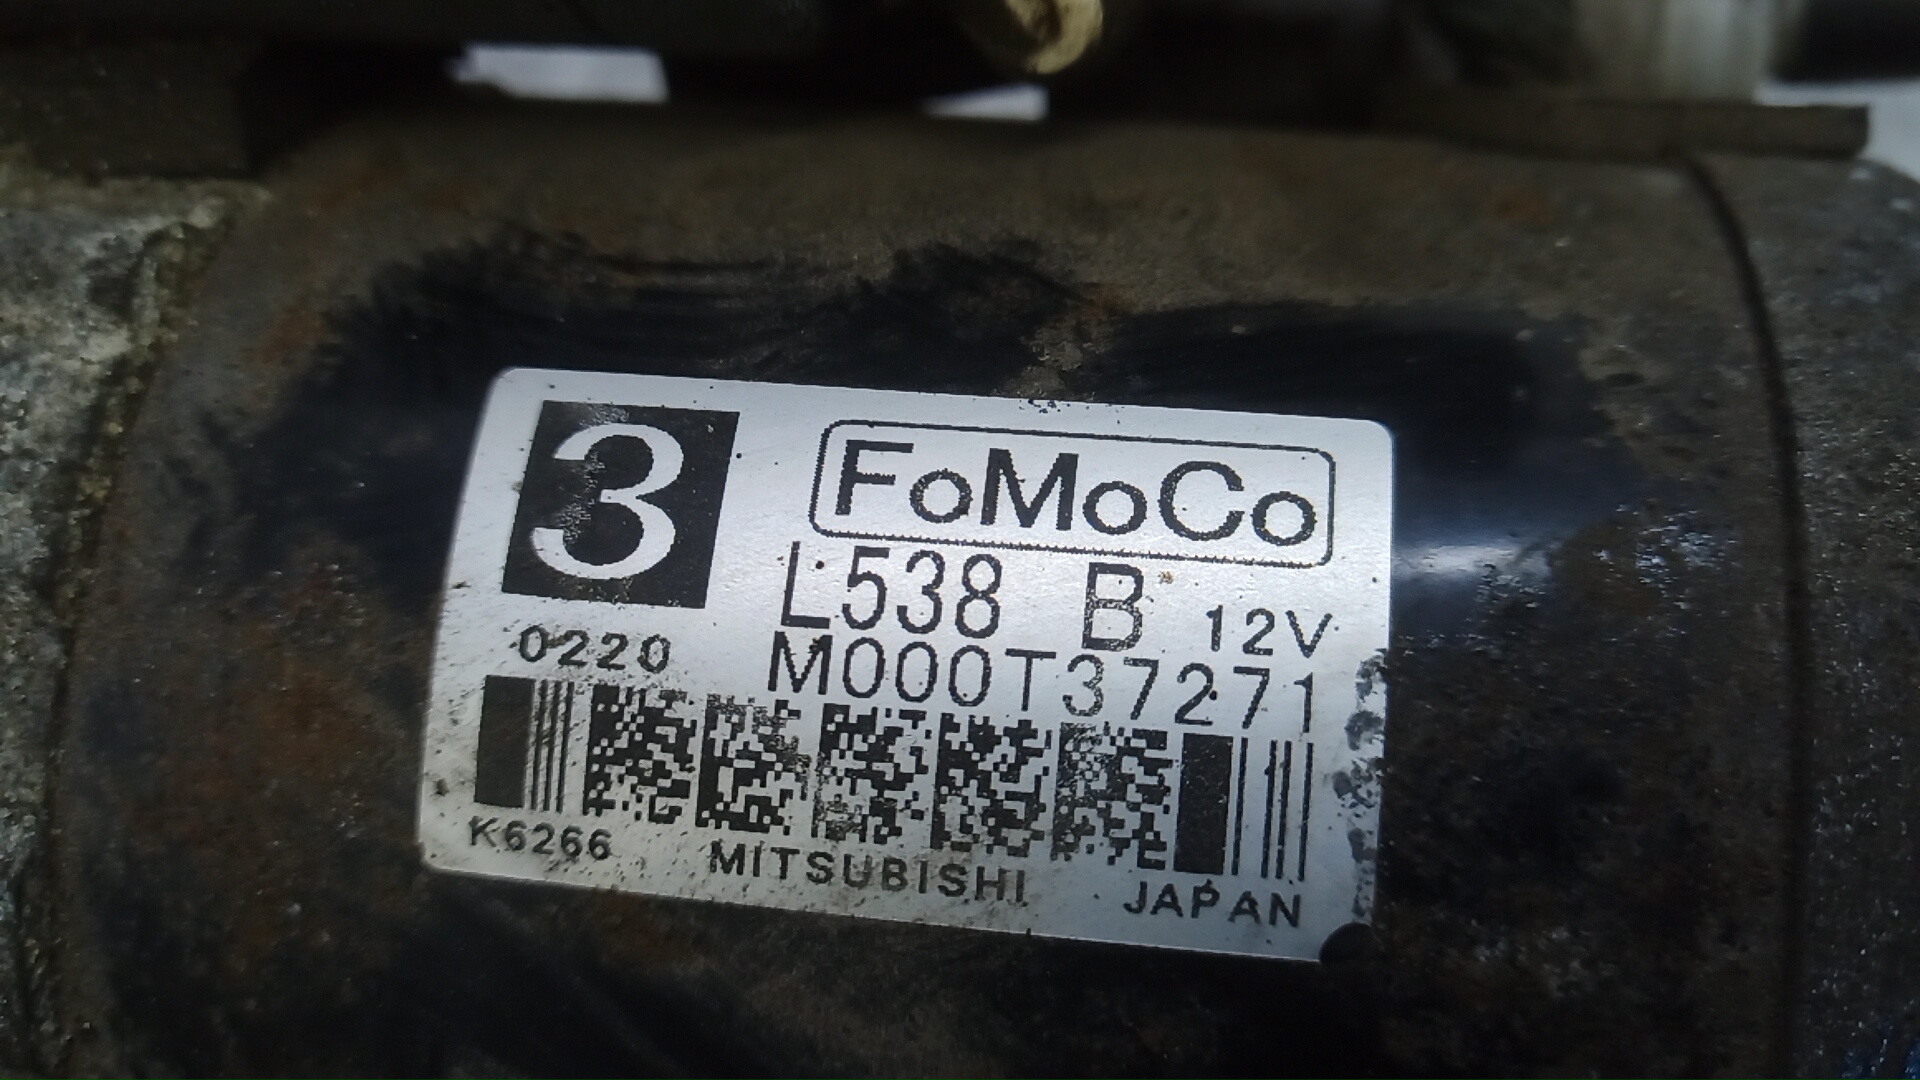 3
FoMoCo
L538 B 12V
0220
M000T37271
K6266 MITSUBISHI JAPAN